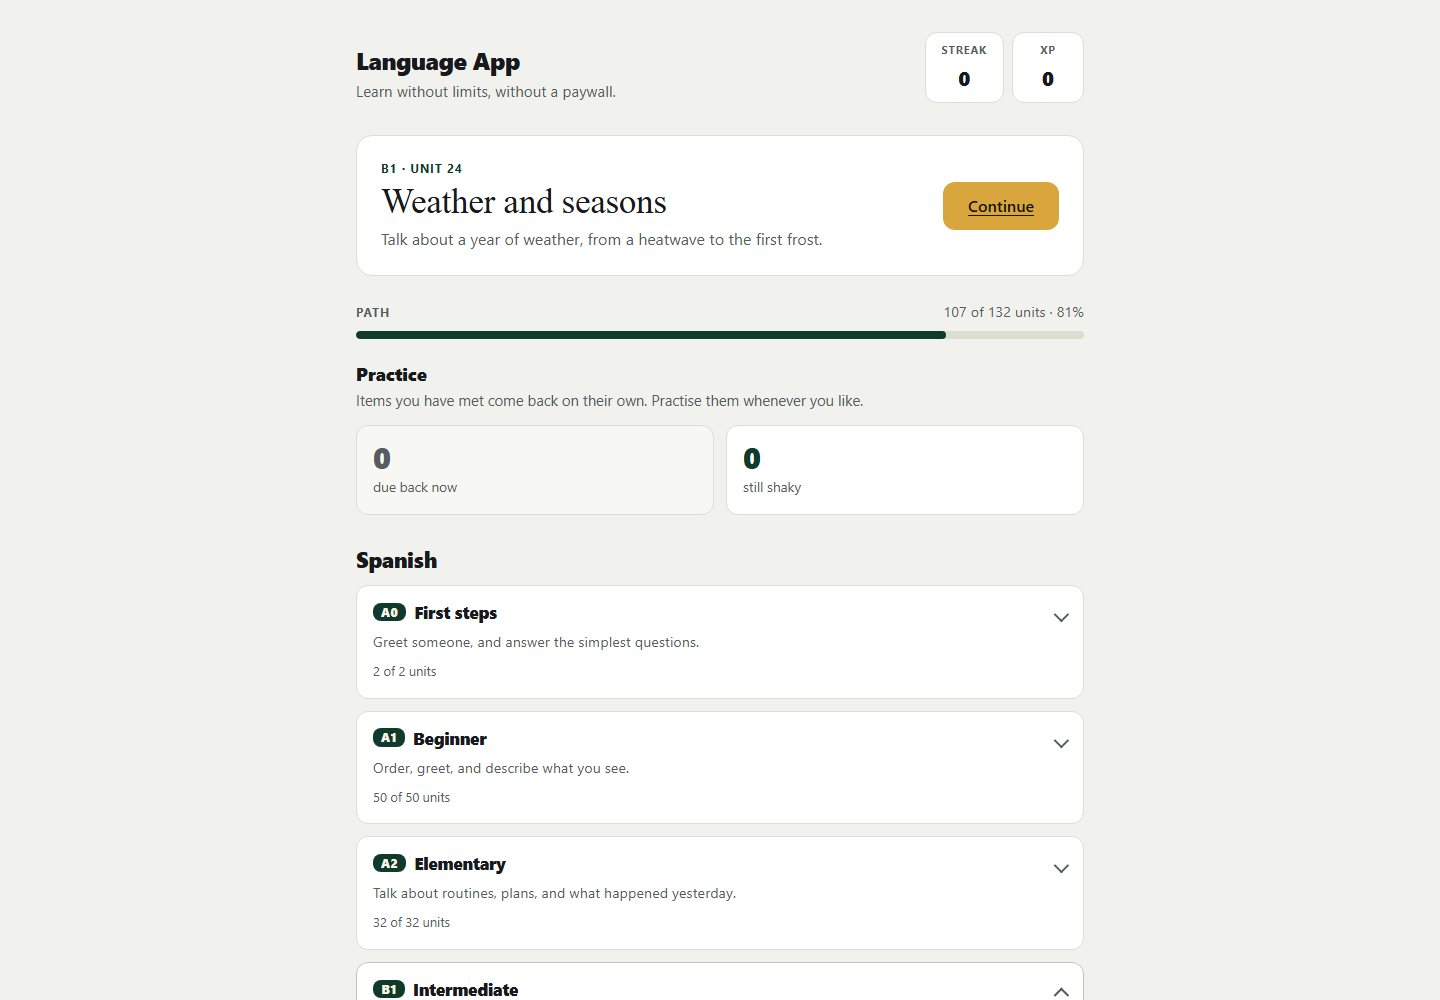 Language App
Learn without limits, without a paywall.
STREAK
0
XP
0
B1 · UNIT 24
Weather and seasons
Talk about a year of weather, from a heatwave to the first frost.
Continue
PATH
107 of 132 units · 81%
Practice
Items you have met come back on their own. Practise them whenever you like.
0
due back now
0
still shaky
Spanish
A0 First steps
Greet someone, and answer the simplest questions.
2 of 2 units
A1 Beginner
Order, greet, and describe what you see.
50 of 50 units
A2 Elementary
Talk about routines, plans, and what happened yesterday.
32 of 32 units
B1 Intermediate